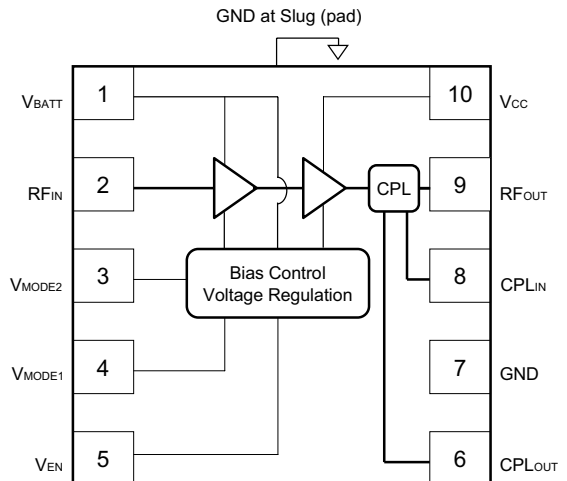 GND at Slug (pad)
VBATT 1
10 VCC
RFIN 2
CPL
9 RFOUT
VMODE2 3
Bias Control
Voltage Regulation
8 CPLIN
VMODE1 4
7 GND
VEN 5
6 CPLOUT